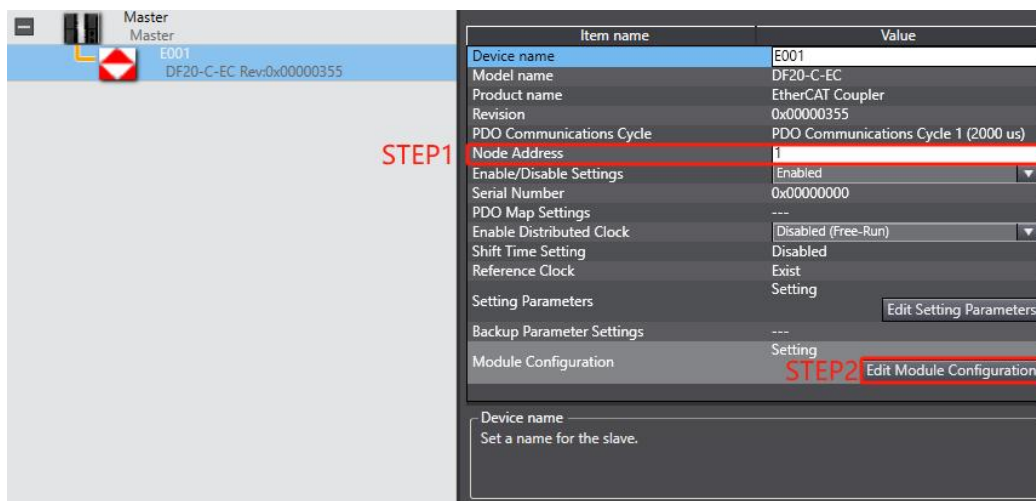 Master
Master
E001
DF20-C-EC Rev:0x00000355
Item name Value
Device name E001
Model name DF20-C-EC
Product name EtherCAT Coupler
Revision 0x00000355
PDO Communications Cycle PDO Communications Cycle 1 (2000 us)
STEP1 Node Address 1
Enable/Disable Settings Enabled
Serial Number 0x00000000
PDO Map Settings ---
Enable Distributed Clock Disabled (Free-Run)
Shift Time Setting Disabled
Reference Clock Exist
Setting Parameters Setting
Edit Setting Parameters
Backup Parameter Settings ---
Module Configuration Setting
STEP2 Edit Module Configuration
Device name
Set a name for the slave.